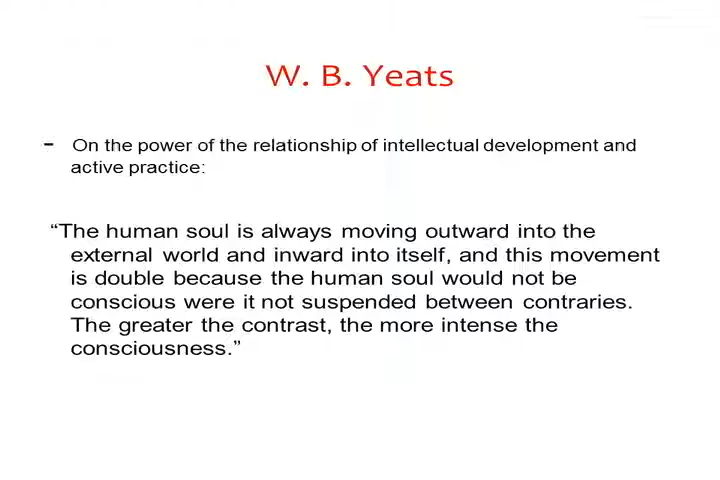 W. B. Yeats
- On the power of the relationship of intellectual development and
active practice:
“The human soul is always moving outward into the
external world and inward into itself, and this movement
is double because the human soul would not be
conscious were it not suspended between contraries.
The greater the contrast, the more intense the
consciousness.”